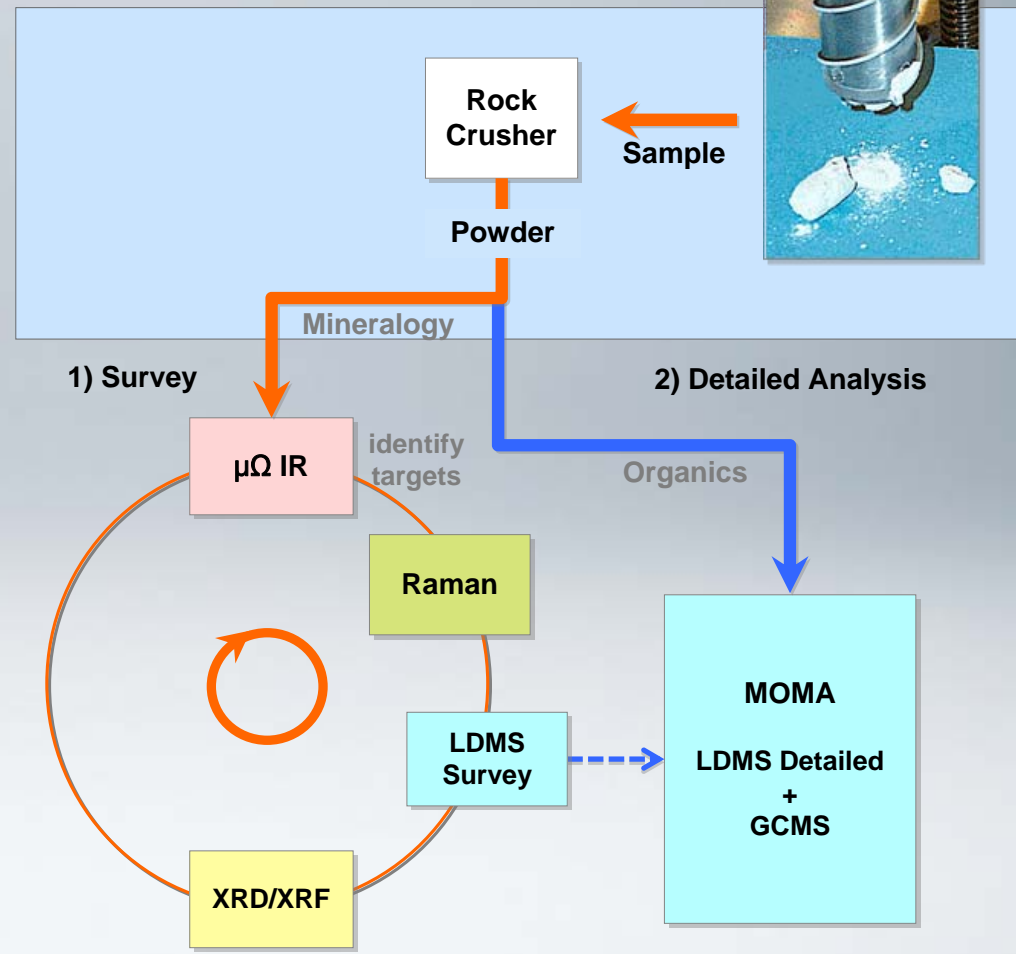 Rock
Crusher
Sample
Powder
Mineralogy
1) Survey
2) Detailed Analysis
µΩ IR
identify
targets
Organics
Raman
LDMS
Survey
MOMA
LDMS Detailed
+
GCMS
XRD/XRF